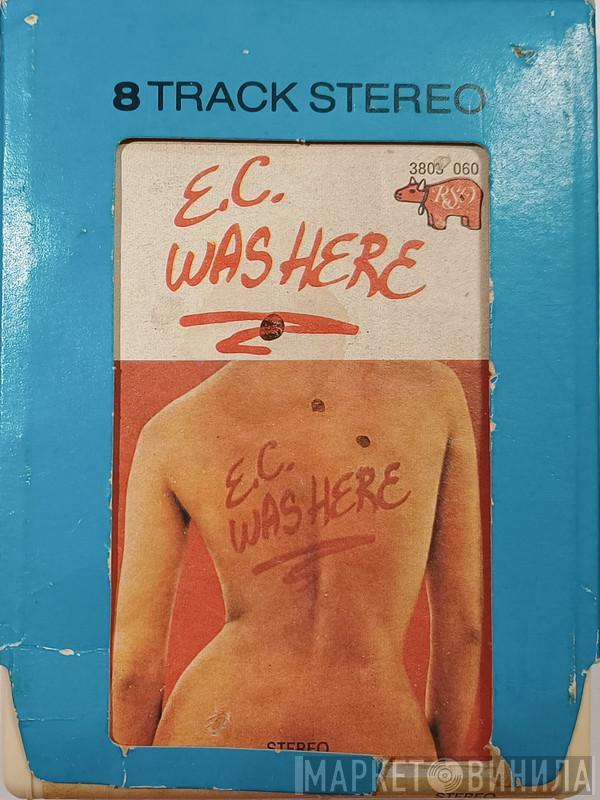 8 TRACK STEREO
3803 060
RSO
E.C.
WAS HERE
E.C.
WAS HERE
STEREO
МАРКЕТ ВИНИЛА
STEREO